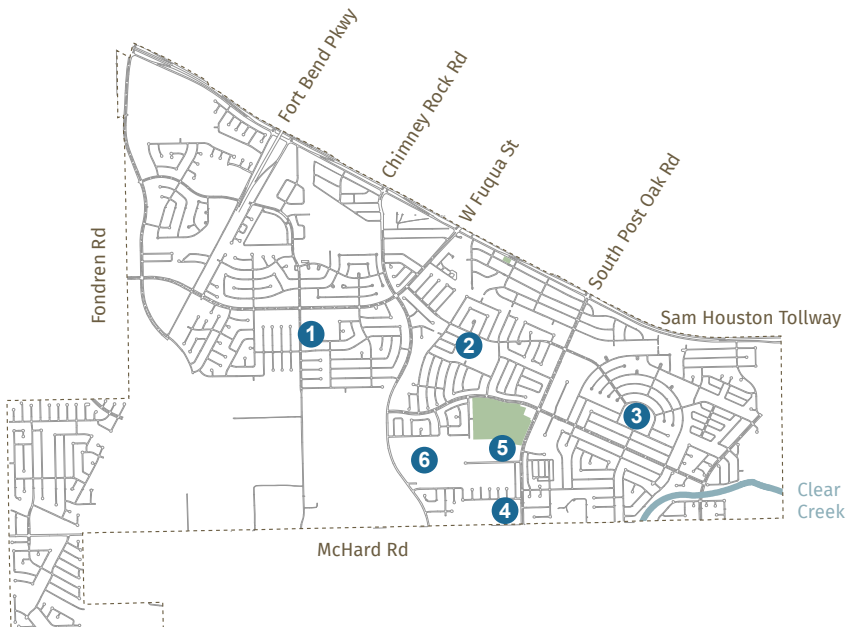 Fort Bend Pkwy
Chimney Rock Rd
W Fuqua St
South Post Oak Rd
Fondren Rd
Sam Houston Tollway
1
2
3
5
6
4
Clear
Creek
McHard Rd